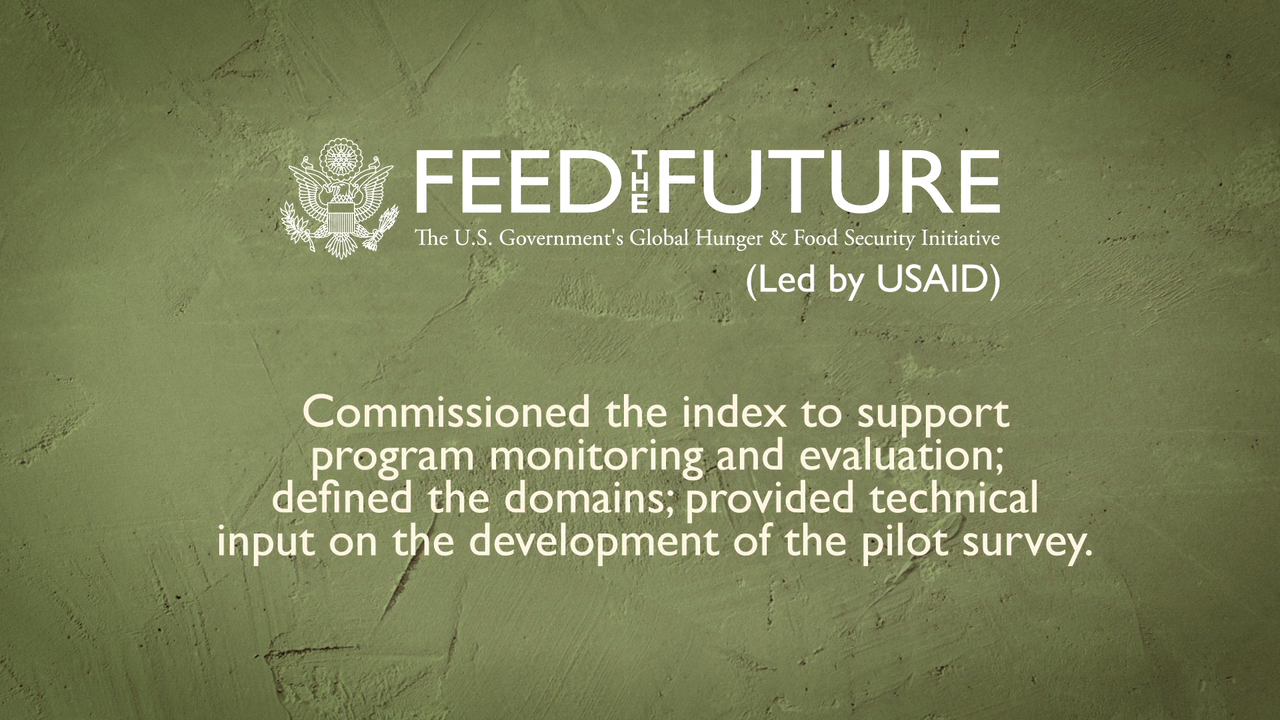 FEED THE FUTURE
The U.S. Government's Global Hunger & Food Security Initiative
(Led by USAID)
Commissioned the index to support
program monitoring and evaluation;
defined the domains; provided technical
input on the development of the pilot survey.